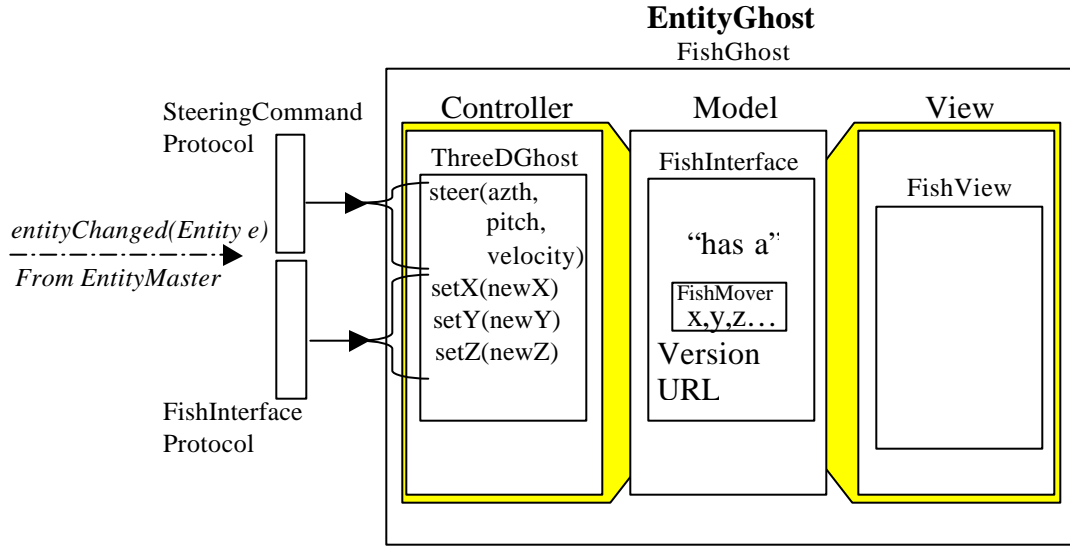 EntityGhost
FishGhost
SteeringCommand
Protocol
entityChanged(Entity e)
From EntityMaster
FishInterface
Protocol
Controller
ThreeDGhost
steer(azth,
pitch,
velocity)
setX(newX)
setY(newY)
setZ(newZ)
Model
FishInterface
“has a”
FishMover
x,y,z…
Version
URL
View
FishView